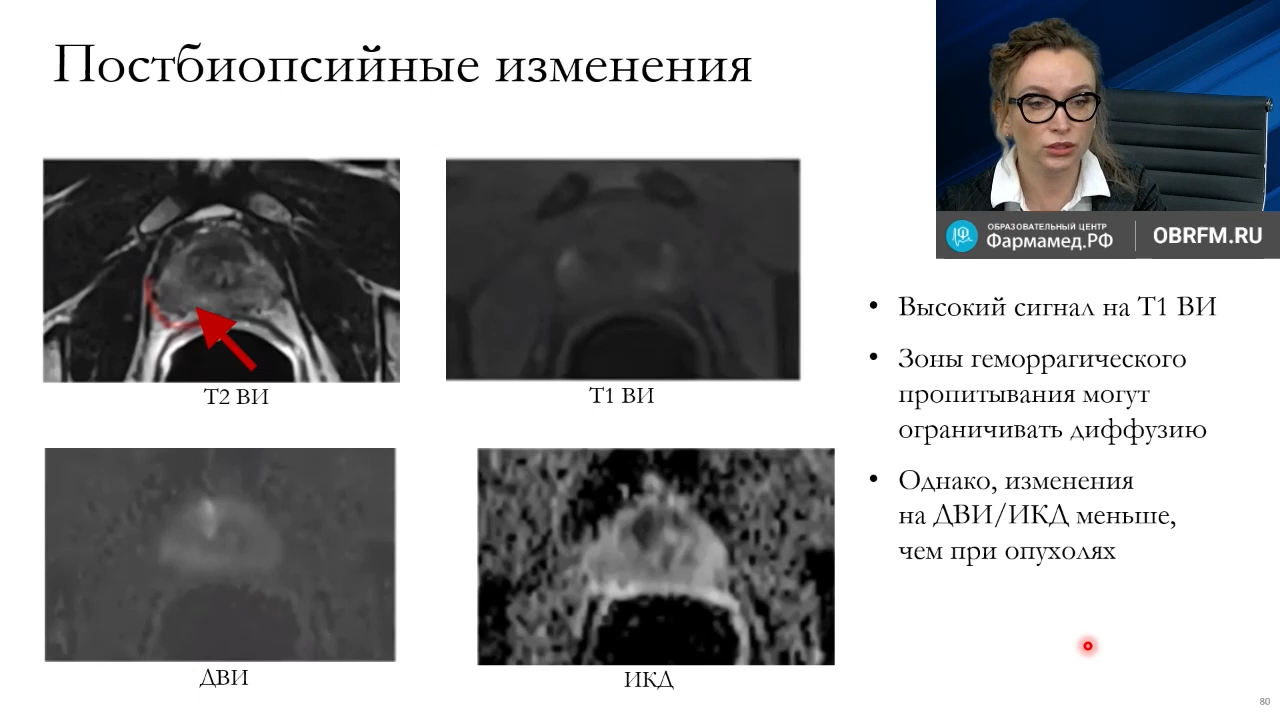 Постбиопсийные изменения
ОБРАЗОВАТЕЛЬНЫЙ ЦЕНТР
Фармамед.РФ
OBRFM.RU
Т2 ВИ
Т1 ВИ
ДВИ
ИКД
• Высокий сигнал на Т1 ВИ
• Зоны геморрагического
пропитывания могут
ограничивать диффузию
• Однако, изменения
на ДВИ/ИКД меньше,
чем при опухолях
80